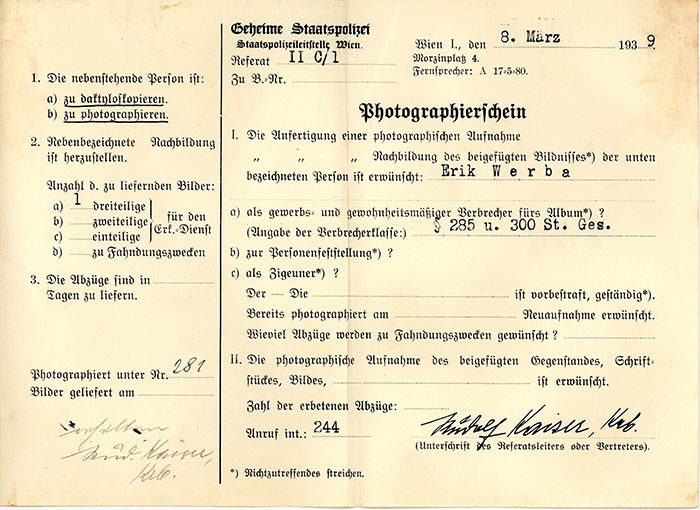 Geheime Staatspolizei
Staatspolizeileitstelle Wien.
Referat II C/1
Zu B.-Nr.
Wien I., den 8. März 1939
Morzinplatz 4.
Fernsprecher: A 17-5-80.
1. Die nebenstehende Person ist:
a) zu daktyloskopieren.
b) zu photographieren.
2. Nebenbezeichnete Nachbildung
ist herzustellen.
Anzahl d. zu liefernden Bilder:
a) 1 dreiteilige
b) zweiteilige
c) einteilige
für den
Erk.-Dienst
d) zu Fahndungszwecken
3. Die Abzüge sind in
Tagen zu liefern.
Photographiert unter Nr. 281
Bilder geliefert am
erhalten
Rud. Kaiser,
Krb.
Photographierschein
I. Die Anfertigung einer photographischen Aufnahme
„ „ „ Nachbildung des beigefügten Bildnisses*) der unten
bezeichneten Person ist erwünscht: Erik Werba
a) als gewerbs- und gewohnheitsmäßiger Verbrecher fürs Album*) ?
(Angabe der Verbrecherklasse:) § 285 u. 300 St. Ges.
b) zur Personenfeststellung*) ?
c) als Zigeuner*) ?
Der — Die ist vorbestraft, geständig*).
Bereits photographiert am Neuaufnahme erwünscht.
Wieviel Abzüge werden zu Fahndungszwecken gewünscht ?
II. Die photographische Aufnahme des beigefügten Gegenstandes, Schrift-
stückes, Bildes, ist erwünscht.
Zahl der erbetenen Abzüge:
Anruf int.: 244
Rudolf Kaiser, Krb.
(Unterschrift des Referatsleiters oder Vertreters).
*) Nichtzutreffendes streichen.